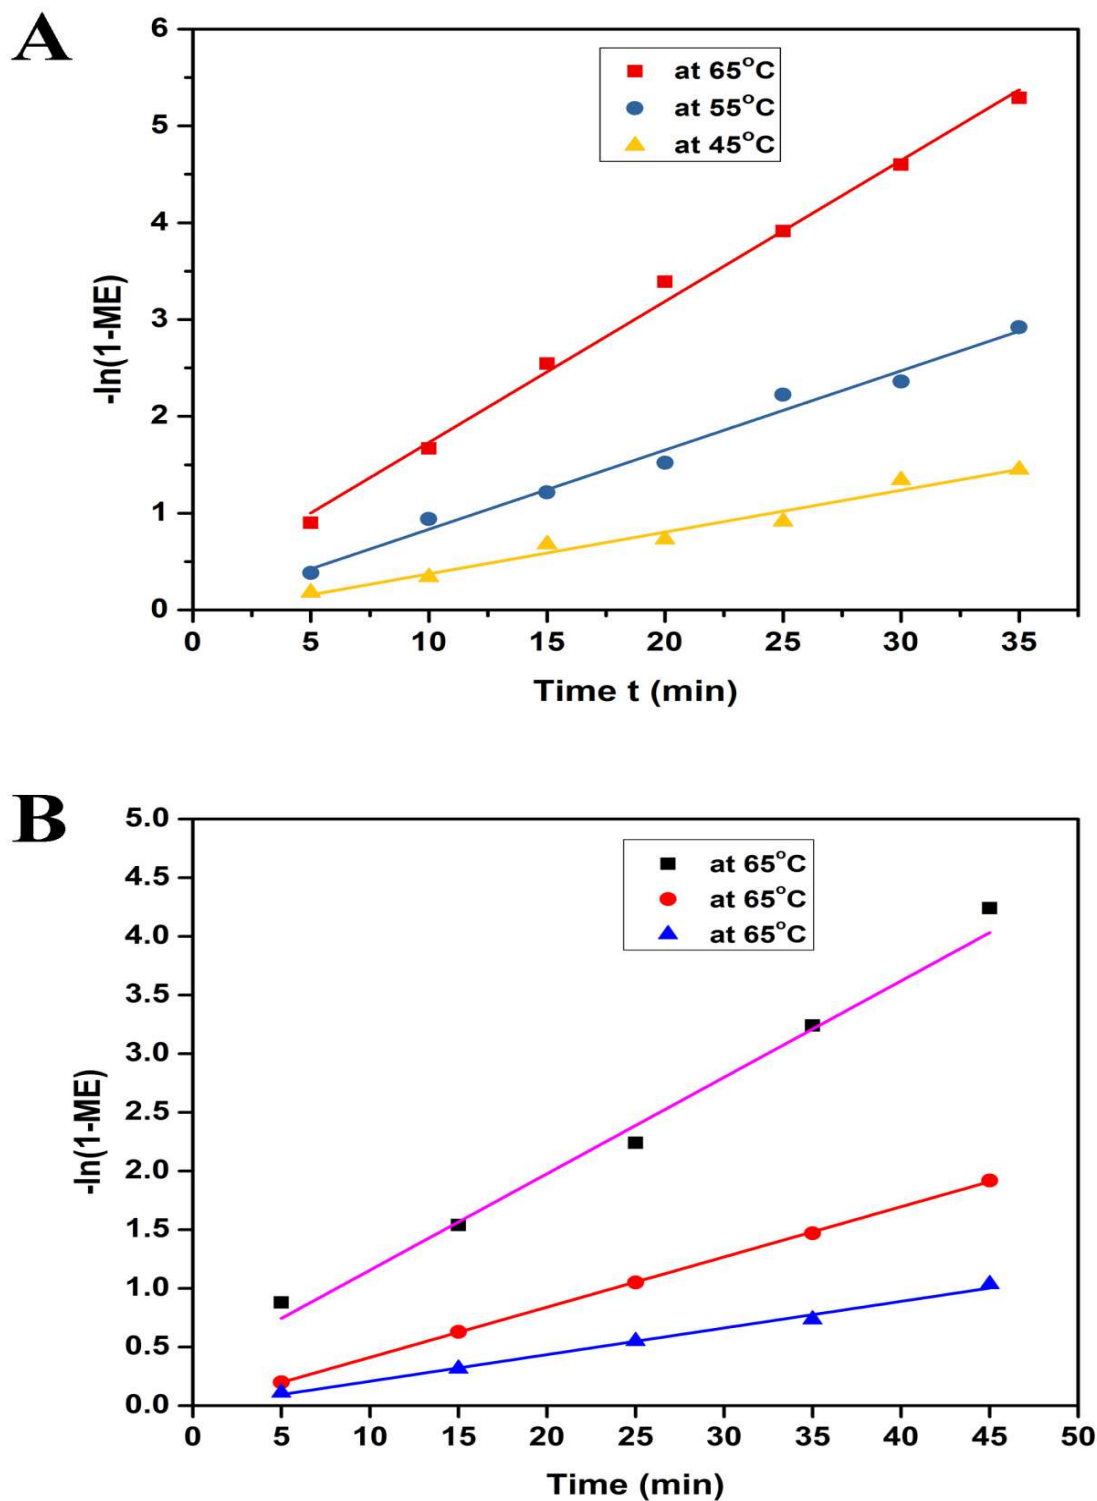 A
6
5
4
3
2
1
0
-ln(1-ME)
at 65°C
at 55°C
at 45°C
0 5 10 15 20 25 30 35
Time t (min)
B
5.0
4.5
4.0
3.5
3.0
2.5
2.0
1.5
1.0
0.5
0.0
-ln(1-ME)
at 65°C
at 65°C
at 65°C
0 5 10 15 20 25 30 35 40 45 50
Time (min)